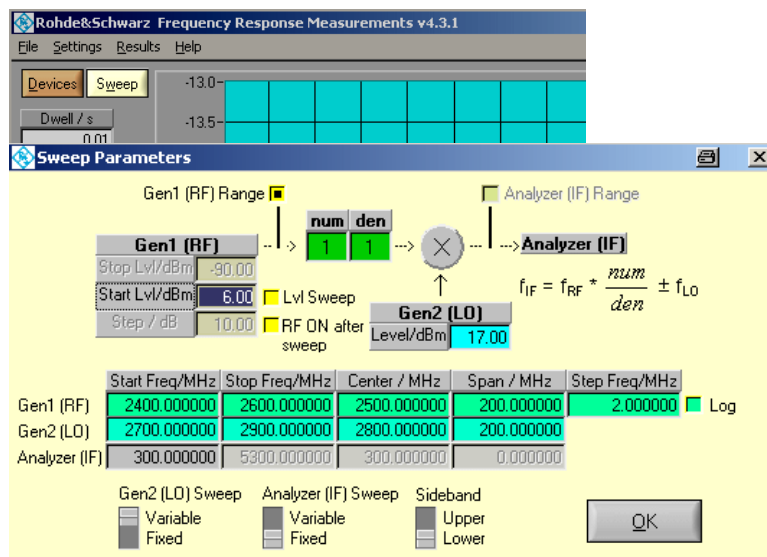 Rohde&Schwarz Frequency Response Measurements v4.3.1
File Settings Results Help
Devices Sweep -13.0
Dwell / s -13.5
0.01
Sweep Parameters
Gen1 (RF) Range Analyzer (IF) Range
num den
Gen1 (RF) 1 1 Analyzer (IF)
Stop Lvl/dBm -90.00
Start Lvl/dBm 6.00 Lvl Sweep
Step / dB 10.00 RF ON after sweep
fIF = fRF * num/den ± fLO
Gen2 (LO)
Level/dBm 17.00
Start Freq/MHz Stop Freq/MHz Center / MHz Span / MHz Step Freq/MHz
Gen1 (RF) 2400.000000 2600.000000 2500.000000 200.000000 2.000000 Log
Gen2 (LO) 2700.000000 2900.000000 2800.000000 200.000000
Analyzer (IF) 300.000000 5300.000000 300.000000 0.000000
Gen2 (LO) Sweep Analyzer (IF) Sweep Sideband
Variable Variable Upper
Fixed Fixed Lower
OK